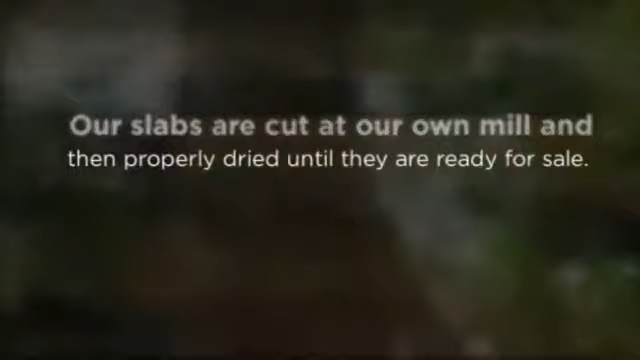 Our slabs are cut at our own mill and
then properly dried until they are ready for sale.